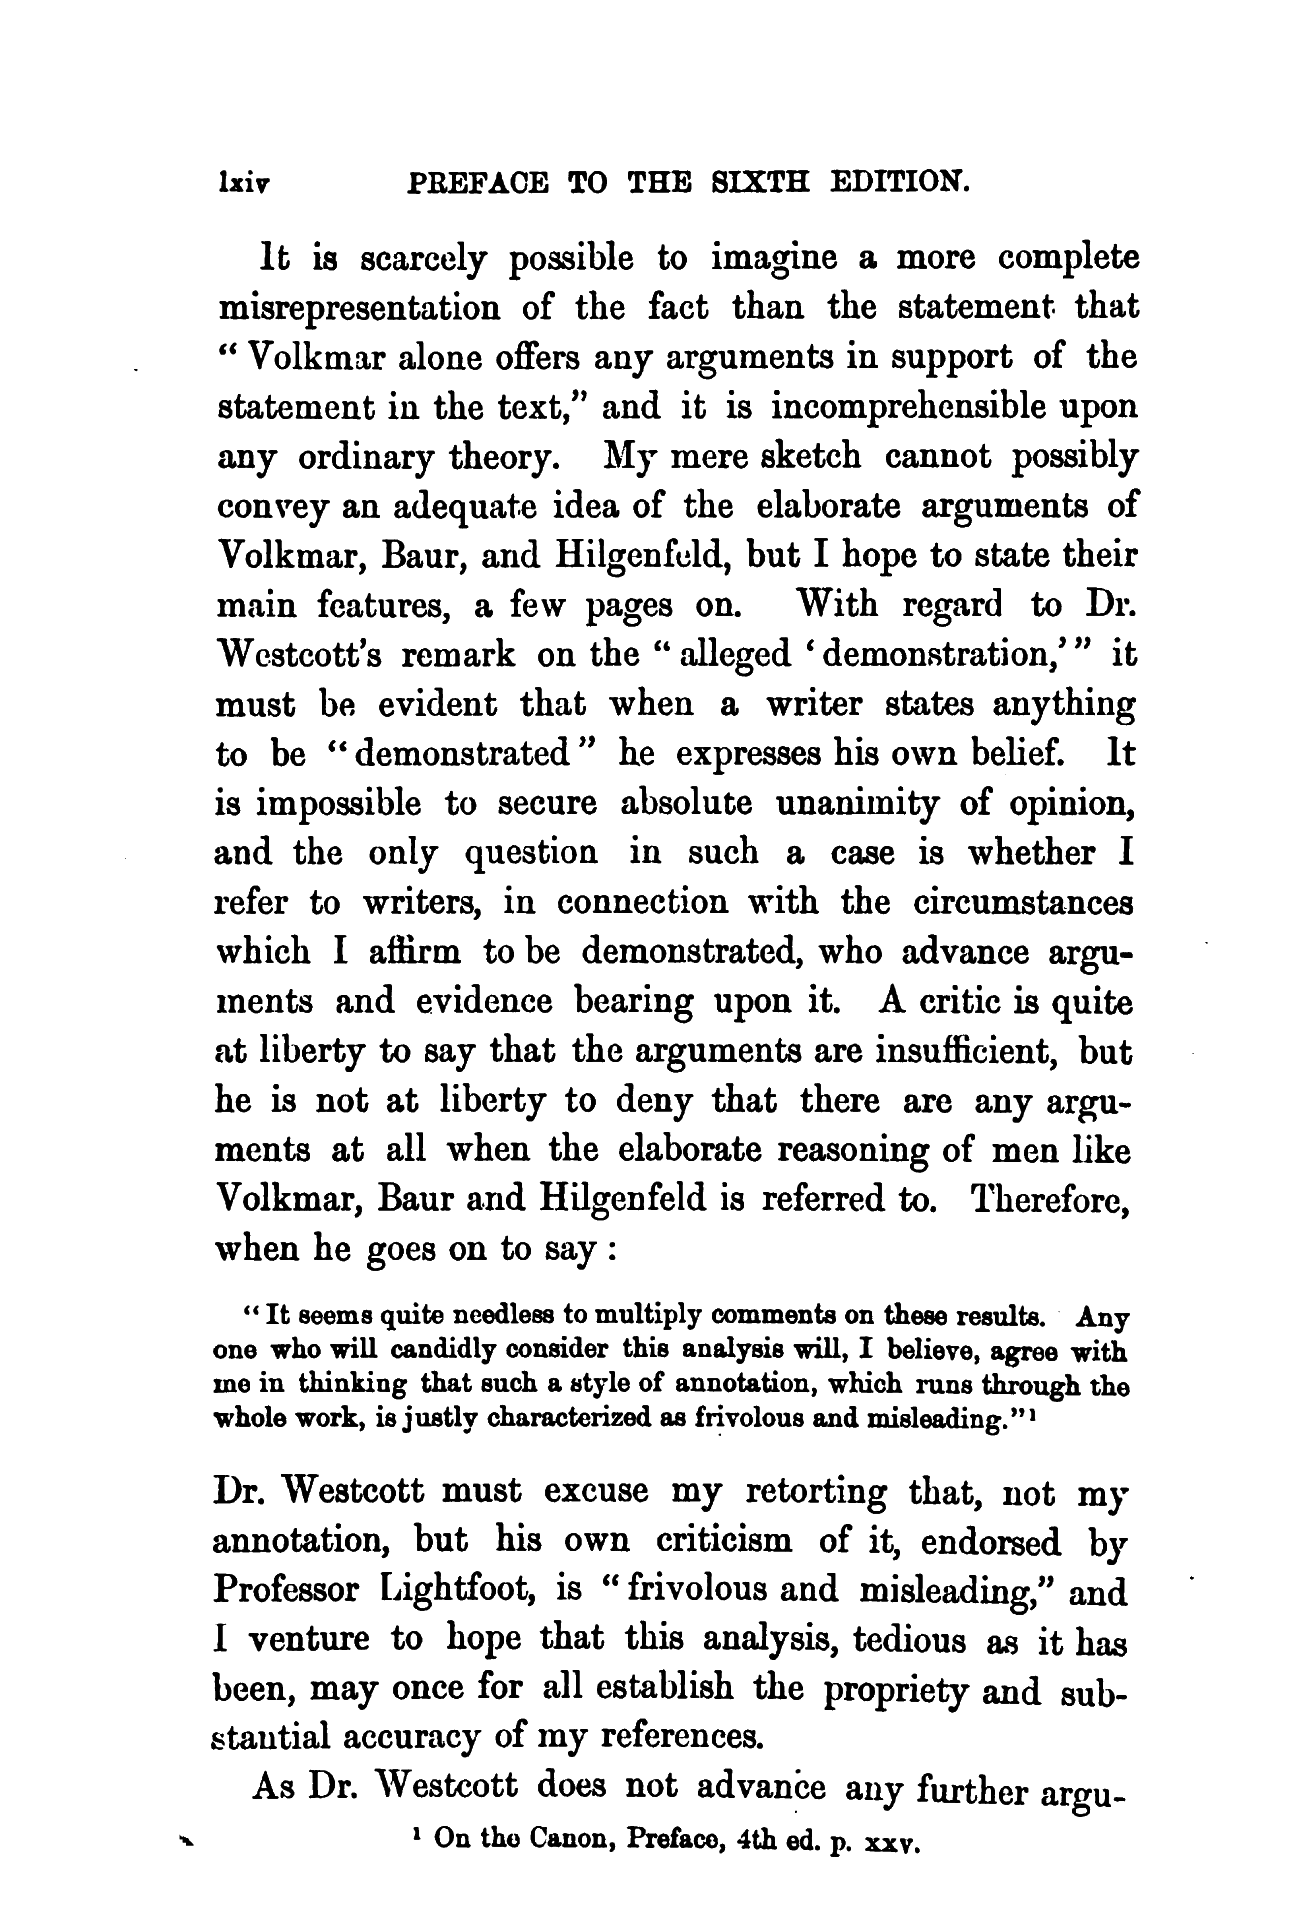 lxiv PREFACE TO THE SIXTH EDITION.
It is scarcely possible to imagine a more complete
misrepresentation of the fact than the statement that
“Volkmar alone offers any arguments in support of the
statement in the text,” and it is incomprehensible upon
any ordinary theory. My mere sketch cannot possibly
convey an adequate idea of the elaborate arguments of
Volkmar, Baur, and Hilgenfeld, but I hope to state their
main features, a few pages on. With regard to Dr.
Westcott's remark on the “alleged ‘demonstration,’” it
must be evident that when a writer states anything
to be “demonstrated” he expresses his own belief. It
is impossible to secure absolute unanimity of opinion,
and the only question in such a case is whether I
refer to writers, in connection with the circumstances
which I affirm to be demonstrated, who advance argu-
ments and evidence bearing upon it. A critic is quite
at liberty to say that the arguments are insufficient, but
he is not at liberty to deny that there are any argu-
ments at all when the elaborate reasoning of men like
Volkmar, Baur and Hilgenfeld is referred to. Therefore,
when he goes on to say :
“It seems quite needless to multiply comments on these results. Any
one who will candidly consider this analysis will, I believe, agree with
me in thinking that such a style of annotation, which runs through the
whole work, is justly characterized as frivolous and misleading.”¹
Dr. Westcott must excuse my retorting that, not my
annotation, but his own criticism of it, endorsed by
Professor Lightfoot, is “frivolous and misleading,” and
I venture to hope that this analysis, tedious as it has
been, may once for all establish the propriety and sub-
stantial accuracy of my references.
As Dr. Westcott does not advance any further argu-
¹ On the Canon, Preface, 4th ed. p. xxv.